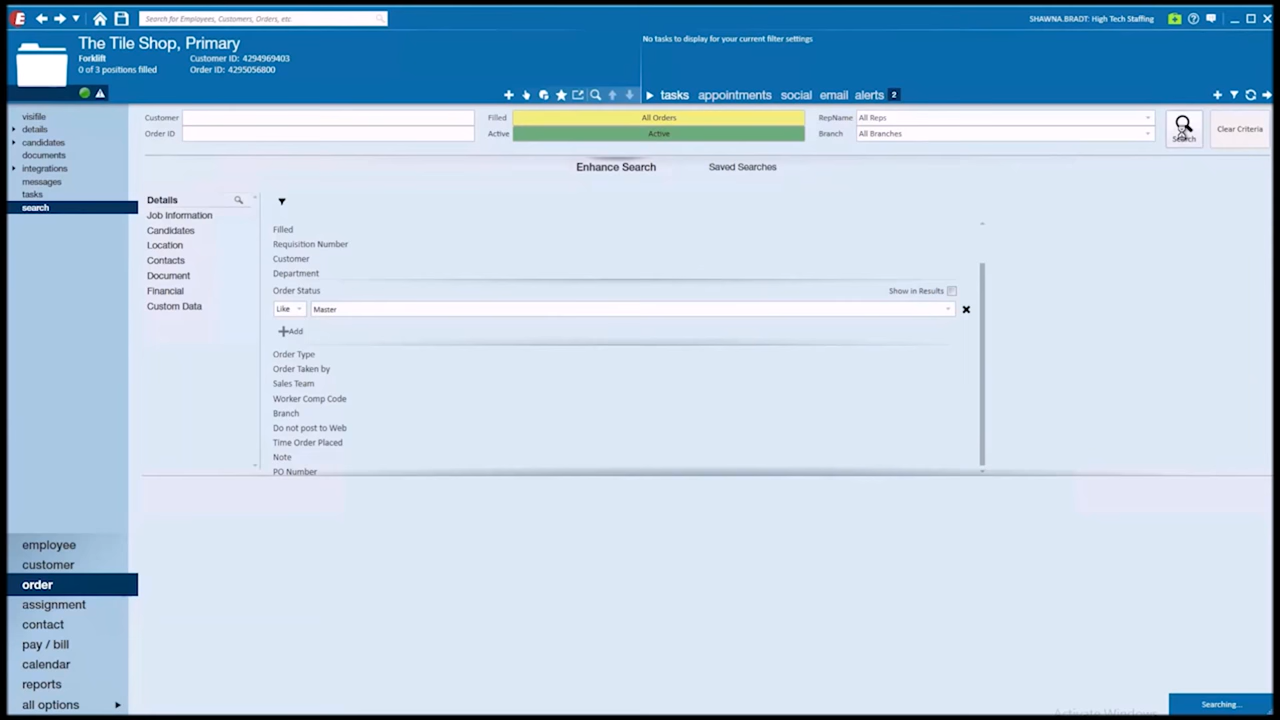 E
Search for Employees, Customers, Orders, etc
SHAWNA.BRADT: High Tech Staffing
The Tile Shop, Primary
Forklift
Customer ID: 4294969403
0 of 3 positions filled
Order ID: 4295056800
No tasks to display for your current filter settings
tasks
appointments
social
email
alerts 2
visifile
details
candidates
documents
integrations
messages
tasks
search
Customer
Order ID
Filled
All Orders
Active
Active
RepName
All Reps
Branch
All Branches
Search
Clear Criteria
Enhance Search
Saved Searches
Details
Job Information
Candidates
Location
Contacts
Document
Financial
Custom Data
Filled
Requisition Number
Customer
Department
Order Status
Show in Results
Like
Master
Add
Order Type
Order Taken by
Sales Team
Worker Comp Code
Branch
Do not post to Web
Time Order Placed
Note
PO Number
employee
customer
order
assignment
contact
pay / bill
calendar
reports
all options
Activate Windows
Searching...